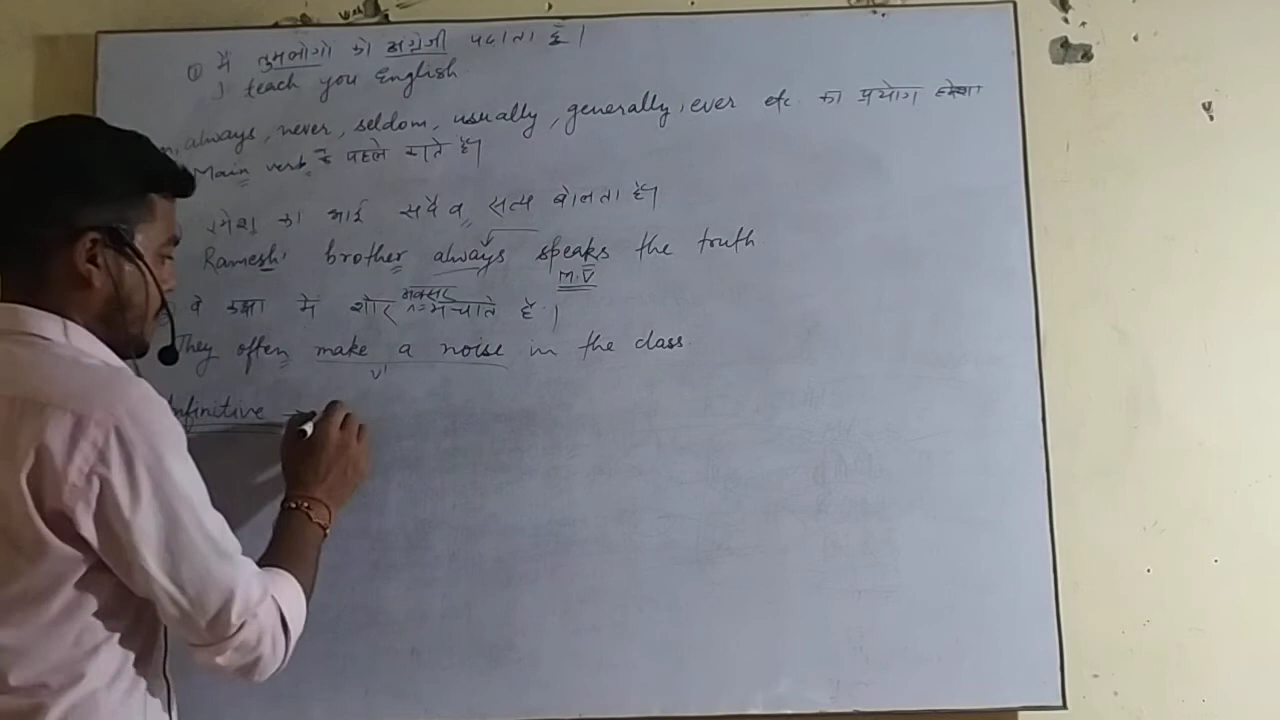 ① मैं तुमलोगो को अंग्रेजी पढाता हूँ।
I teach you English.
always, never, seldom, usually, generally, ever etc. का प्रयोग हमेशा
Main verb के पहले करते हैं।
रमेश का भाई सदैव सत्य बोलता है।
Ramesh' brother always speaks the truth
M.V
वे कक्षा में शोर अक्सर मचाते हैं।
They often make a noise in the class.
V1
Infinitive →